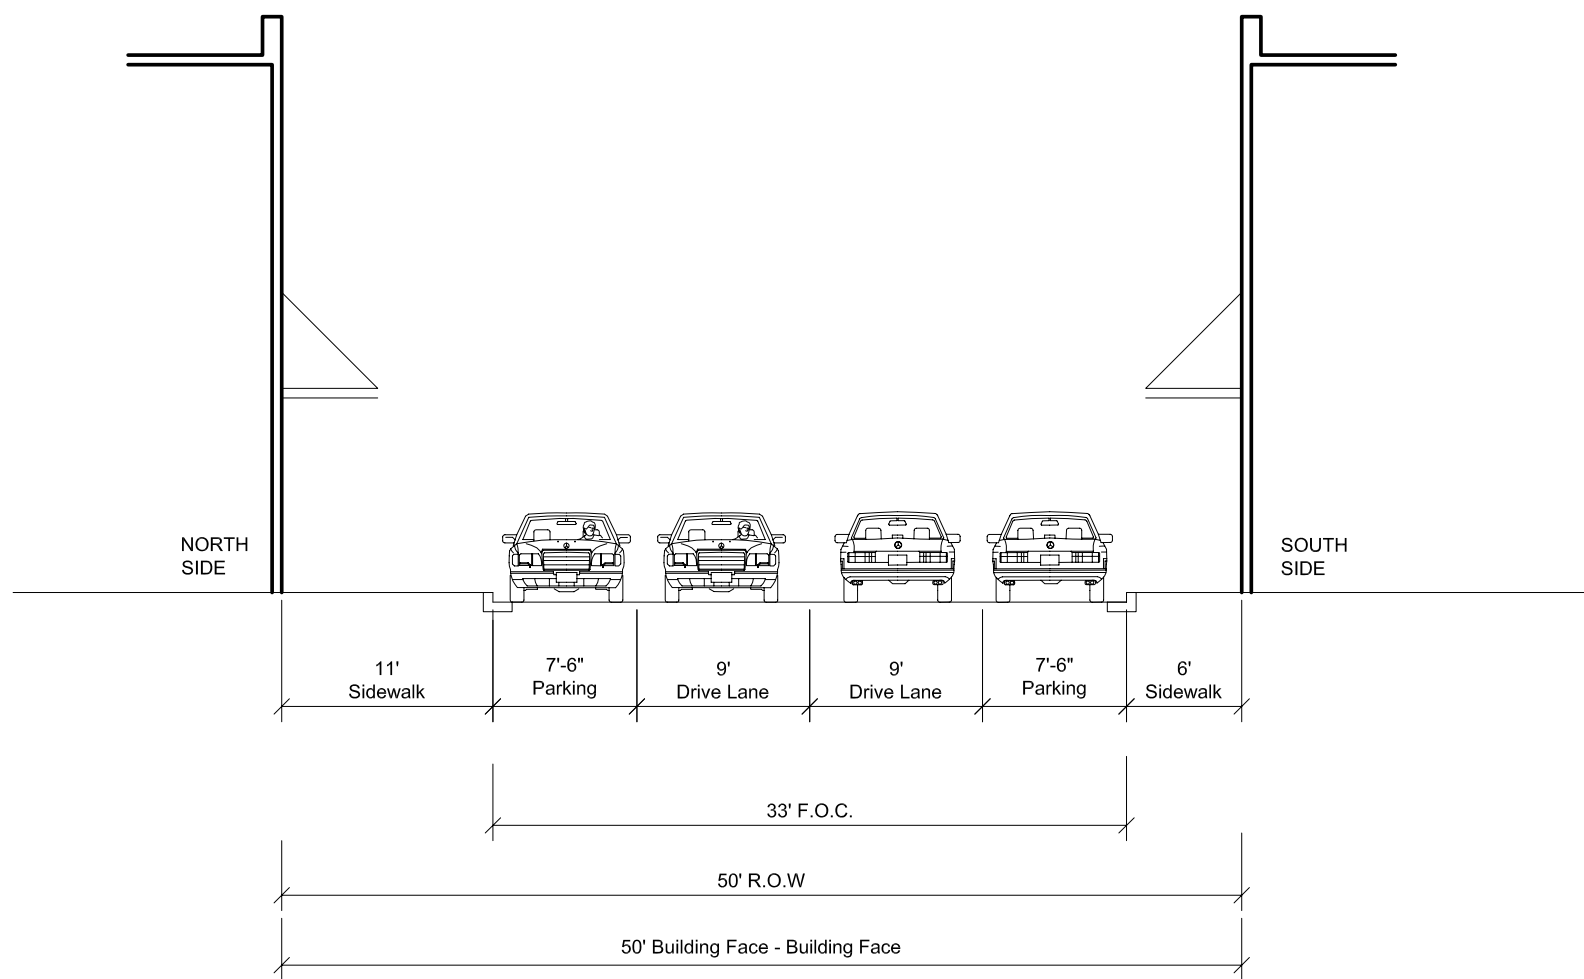 NORTH
SIDE
SOUTH
SIDE
11'
Sidewalk
7'-6"
Parking
9'
Drive Lane
9'
Drive Lane
7'-6"
Parking
6'
Sidewalk
33' F.O.C.
50' R.O.W
50' Building Face - Building Face